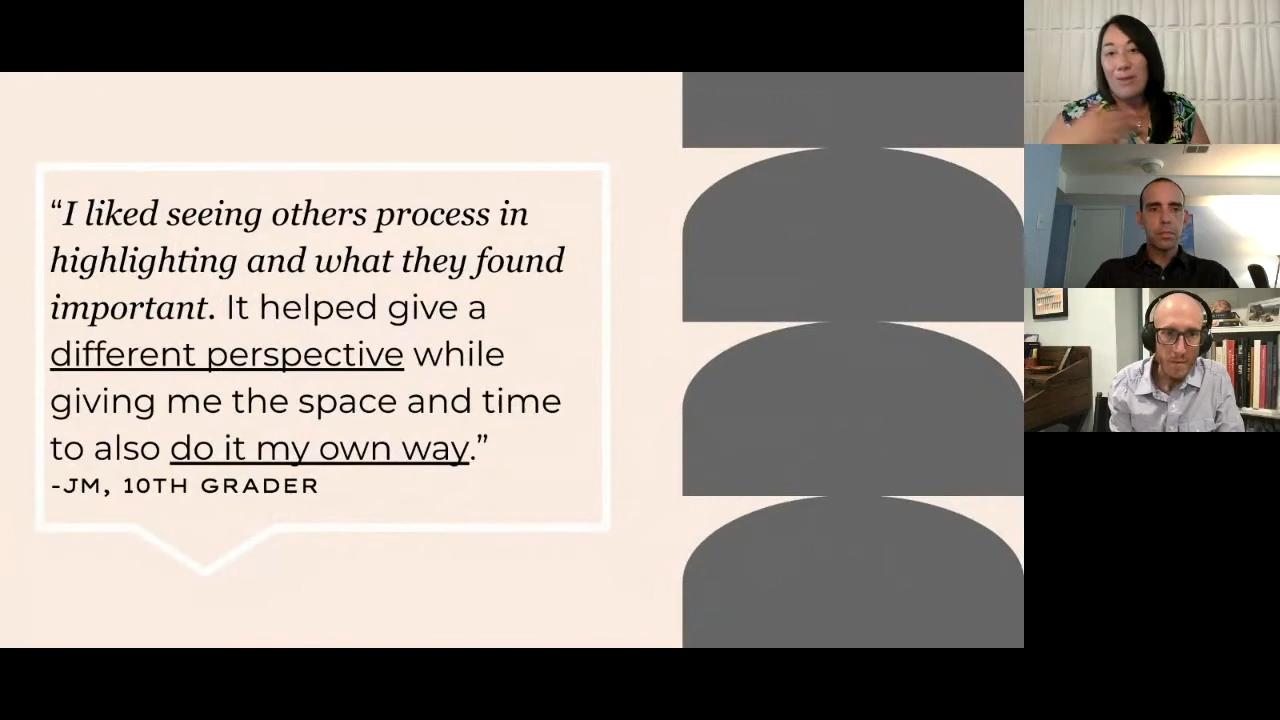 “I liked seeing others process in
highlighting and what they found
important. It helped give a
different perspective while
giving me the space and time
to also do it my own way.”
-JM, 10TH GRADER